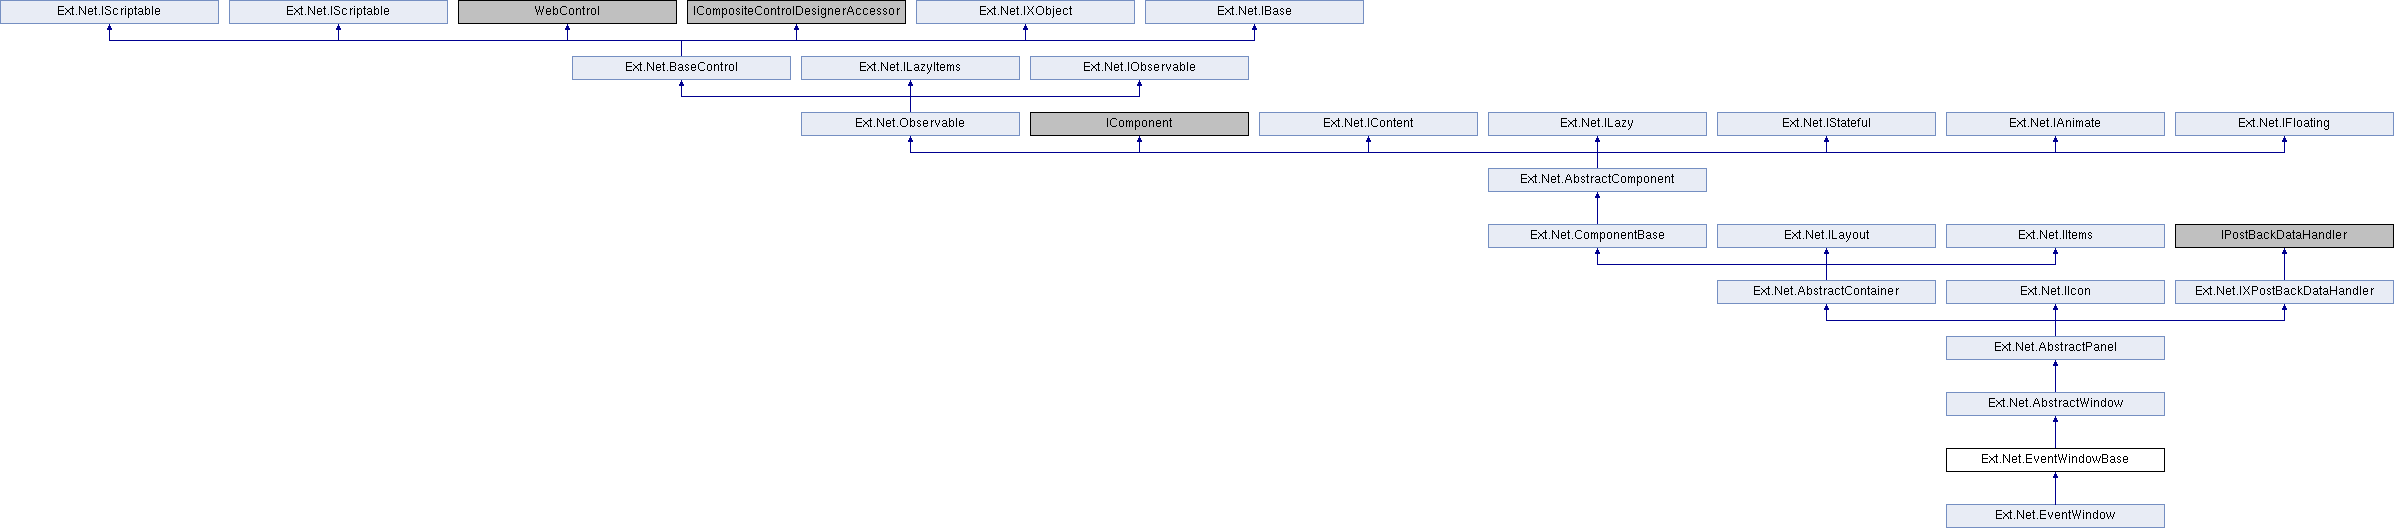 Ext.Net.IScriptable
Ext.Net.IScriptable
WebControl
ICompositeControlDesignerAccessor
Ext.Net.IXObject
Ext.Net.IBase
Ext.Net.BaseControl
Ext.Net.ILazyItems
Ext.Net.IObservable
Ext.Net.Observable
IComponent
Ext.Net.IContent
Ext.Net.ILazy
Ext.Net.IStateful
Ext.Net.IAnimate
Ext.Net.IFloating
Ext.Net.AbstractComponent
Ext.Net.ComponentBase
Ext.Net.ILayout
Ext.Net.IItems
IPostBackDataHandler
Ext.Net.AbstractContainer
Ext.Net.IIcon
Ext.Net.IXPostBackDataHandler
Ext.Net.AbstractPanel
Ext.Net.AbstractWindow
Ext.Net.EventWindowBase
Ext.Net.EventWindow